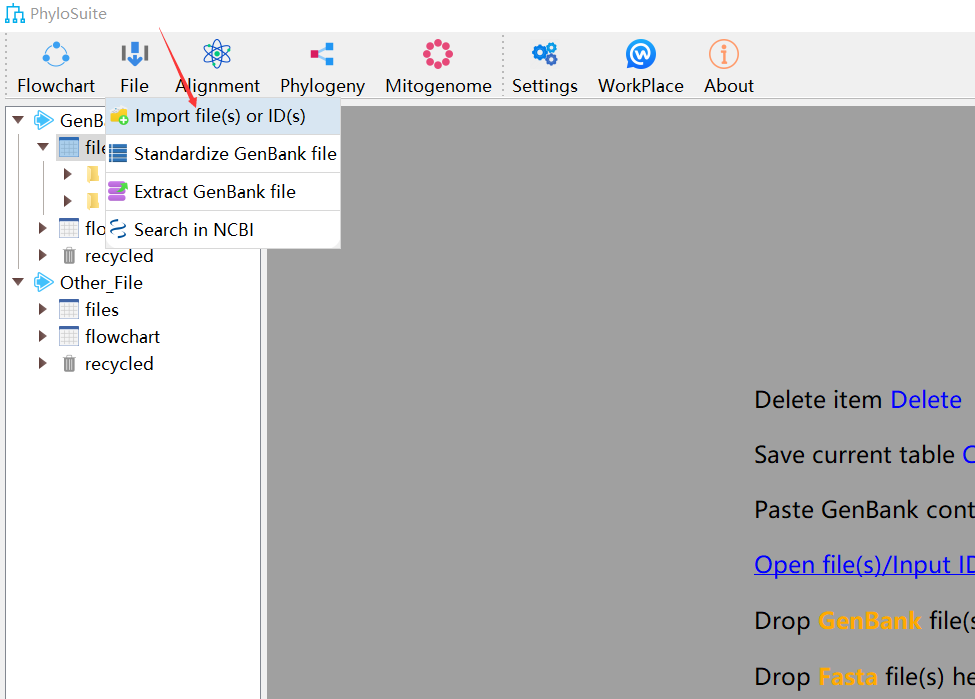 PhyloSuite
Flowchart File Alignment Phylogeny Mitogenome Settings WorkPlace About
Import file(s) or ID(s)
Standardize GenBank file
Extract GenBank file
Search in NCBI
GenB
file
flo
recycled
Other_File
files
flowchart
recycled
Delete item Delete
Save current table C
Paste GenBank cont
Open file(s)/Input ID
Drop GenBank file(s
Drop Fasta file(s) he